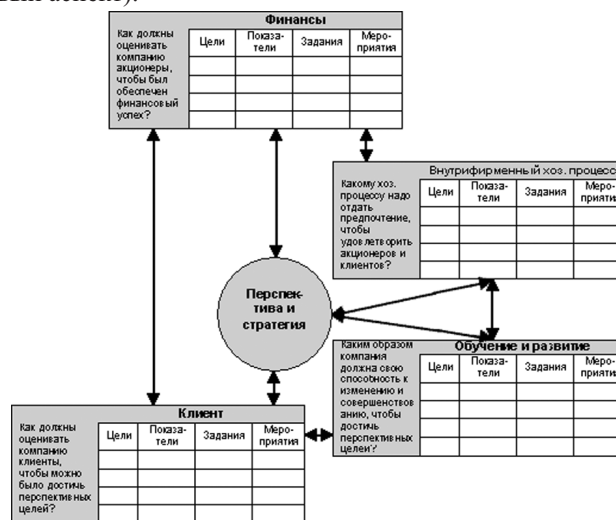 Финансы
Как должны
оценивать
компанию
акционеры,
чтобы был
обеспечен
финансовый
успех?
Цели
Показа-
тели
Задания
Меро-
приятия
Внутрифирменный хоз. процесс
Какому хоз.
процессу надо
отдать
предпочтение,
чтобы
удовлетворить
акционеров и
клиентов?
Цели
Показа-
тели
Задания
Меро-
приятия
Перспек-
тива и
стратегия
Обучение и развитие
Каким образом
компания
должна свою
способность к
изменению и
совершенствов
анию, чтобы
достичь
перспективных
целей?
Цели
Показа-
тели
Задания
Меро-
приятия
Клиент
Как должны
оценивать
компанию
клиенты,
чтобы можно
было достичь
перспективных
целей?
Цели
Показа-
тели
Задания
Меро-
приятия